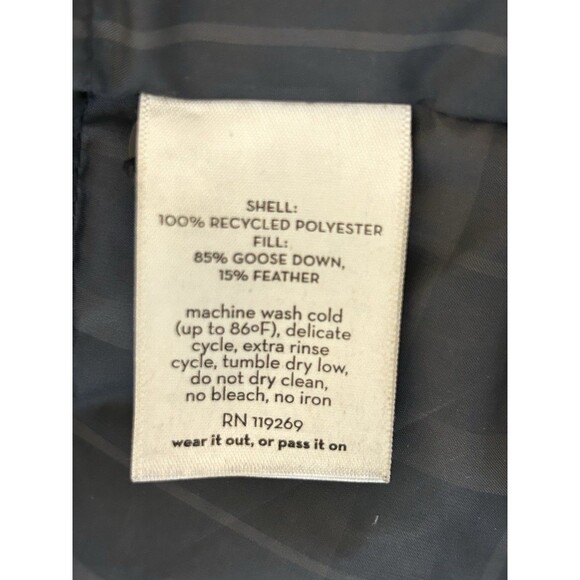 SHELL:
100% RECYCLED POLYESTER
FILL:
85% GOOSE DOWN,
15% FEATHER
machine wash cold
(up to 86ºF), delicate
cycle, extra rinse
cycle, tumble dry low,
do not dry clean,
no bleach, no iron
RN 119269
wear it out, or pass it on